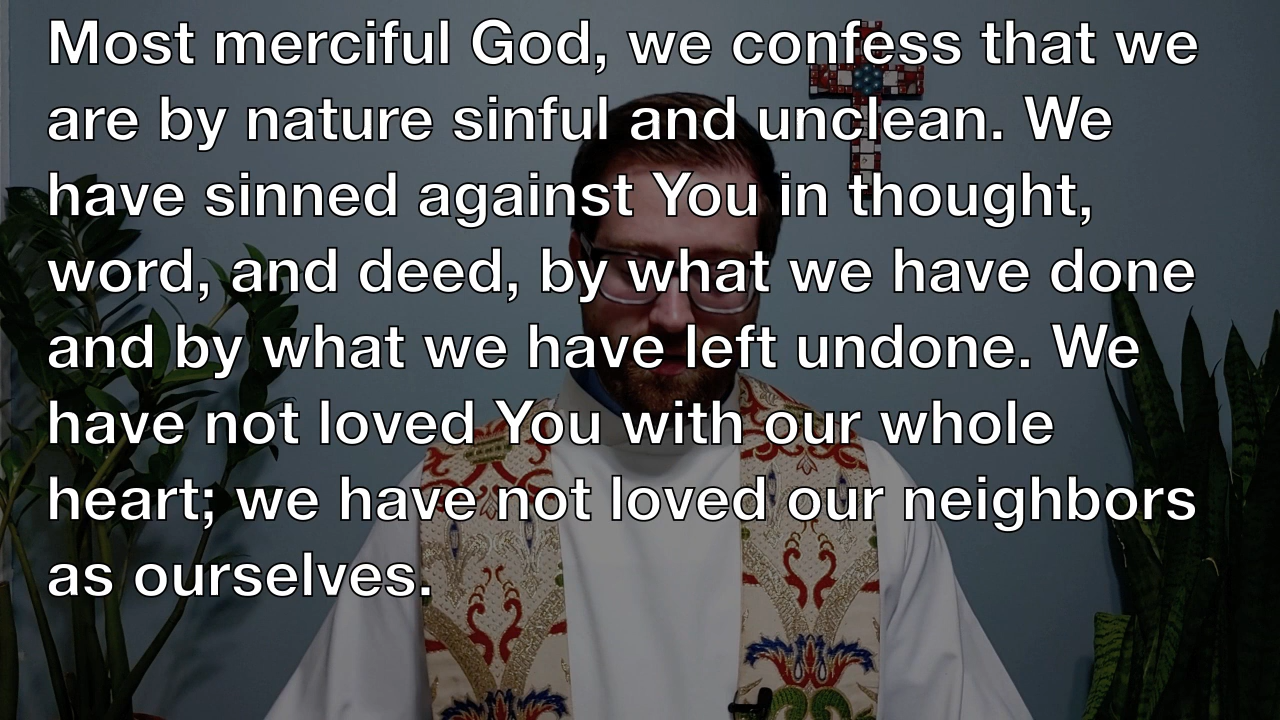 Most merciful God, we confess that we
are by nature sinful and unclean. We
have sinned against You in thought,
word, and deed, by what we have done
and by what we have left undone. We
have not loved You with our whole
heart; we have not loved our neighbors
as ourselves.